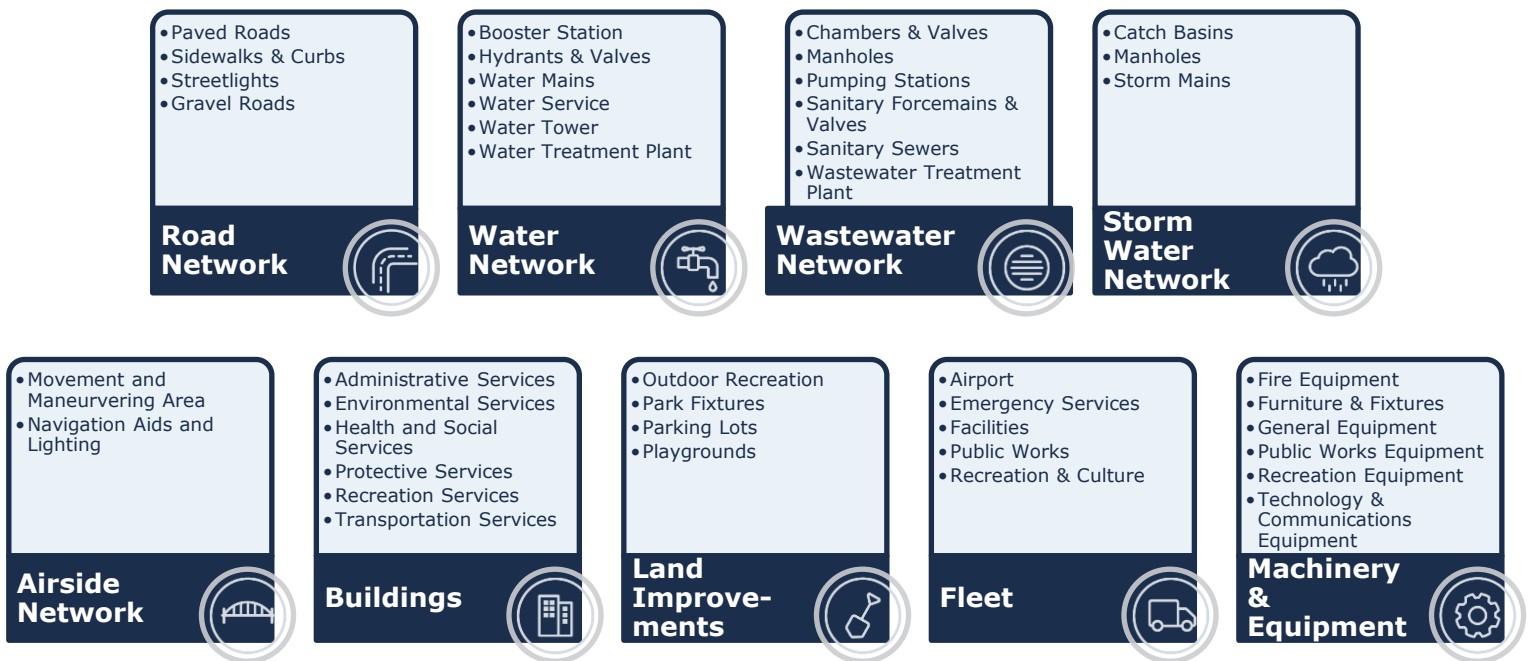 • Paved Roads
• Sidewalks & Curbs
• Streetlights
• Gravel Roads
Road
Network
• Booster Station
• Hydrants & Valves
• Water Mains
• Water Service
• Water Tower
• Water Treatment Plant
Water
Network
• Chambers & Valves
• Manholes
• Pumping Stations
• Sanitary Forcemains &
Valves
• Sanitary Sewers
• Wastewater Treatment
Plant
Wastewater
Network
• Catch Basins
• Manholes
• Storm Mains
Storm
Water
Network
• Movement and
Maneurvering Area
• Navigation Aids and
Lighting
Airside
Network
• Administrative Services
• Environmental Services
• Health and Social
Services
• Protective Services
• Recreation Services
• Transportation Services
Buildings
• Outdoor Recreation
• Park Fixtures
• Parking Lots
• Playgrounds
Land
Improve-
ments
• Airport
• Emergency Services
• Facilities
• Public Works
• Recreation & Culture
Fleet
• Fire Equipment
• Furniture & Fixtures
• General Equipment
• Public Works Equipment
• Recreation Equipment
• Technology &
Communications
Equipment
Machinery
&
Equipment